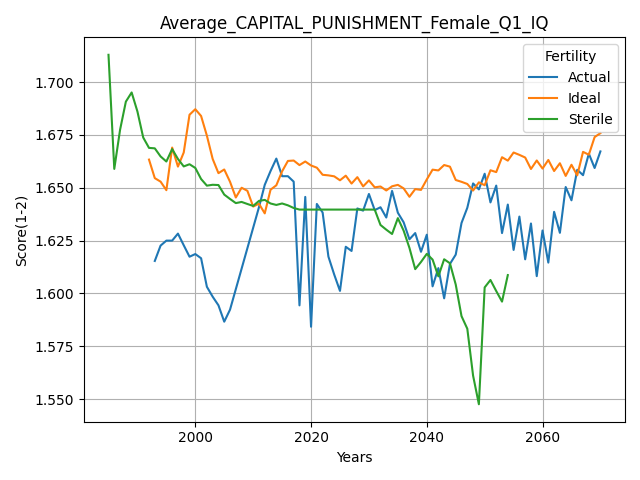 Average_CAPITAL_PUNISHMENT_Female_Q1_IQ
Fertility
Actual
Ideal
Sterile
Score(1-2)
1.700
1.675
1.650
1.625
1.600
1.575
1.550
2000
2020
2040
2060
Years